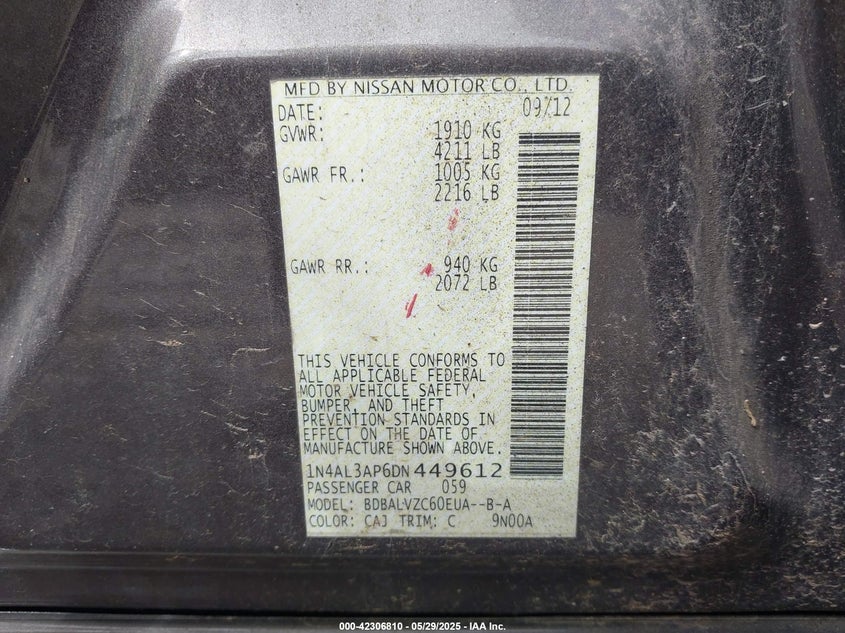 MFD BY NISSAN MOTOR CO., LTD.
DATE: 09/12
GVWR: 1910 KG
4211 LB
GAWR FR.: 1005 KG
2216 LB
GAWR RR.: 940 KG
2072 LB
THIS VEHICLE CONFORMS TO
ALL APPLICABLE FEDERAL
MOTOR VEHICLE SAFETY,
BUMPER, AND THEFT
PREVENTION STANDARDS IN
EFFECT ON THE DATE OF
MANUFACTURE SHOWN ABOVE.
1N4AL3AP6DN449612
PASSENGER CAR 059
MODEL: BDBALVZC60EUA--B-A
COLOR: CAJ TRIM: C 9N00A
000-42306810 - 05/29/2025 - IAA Inc.